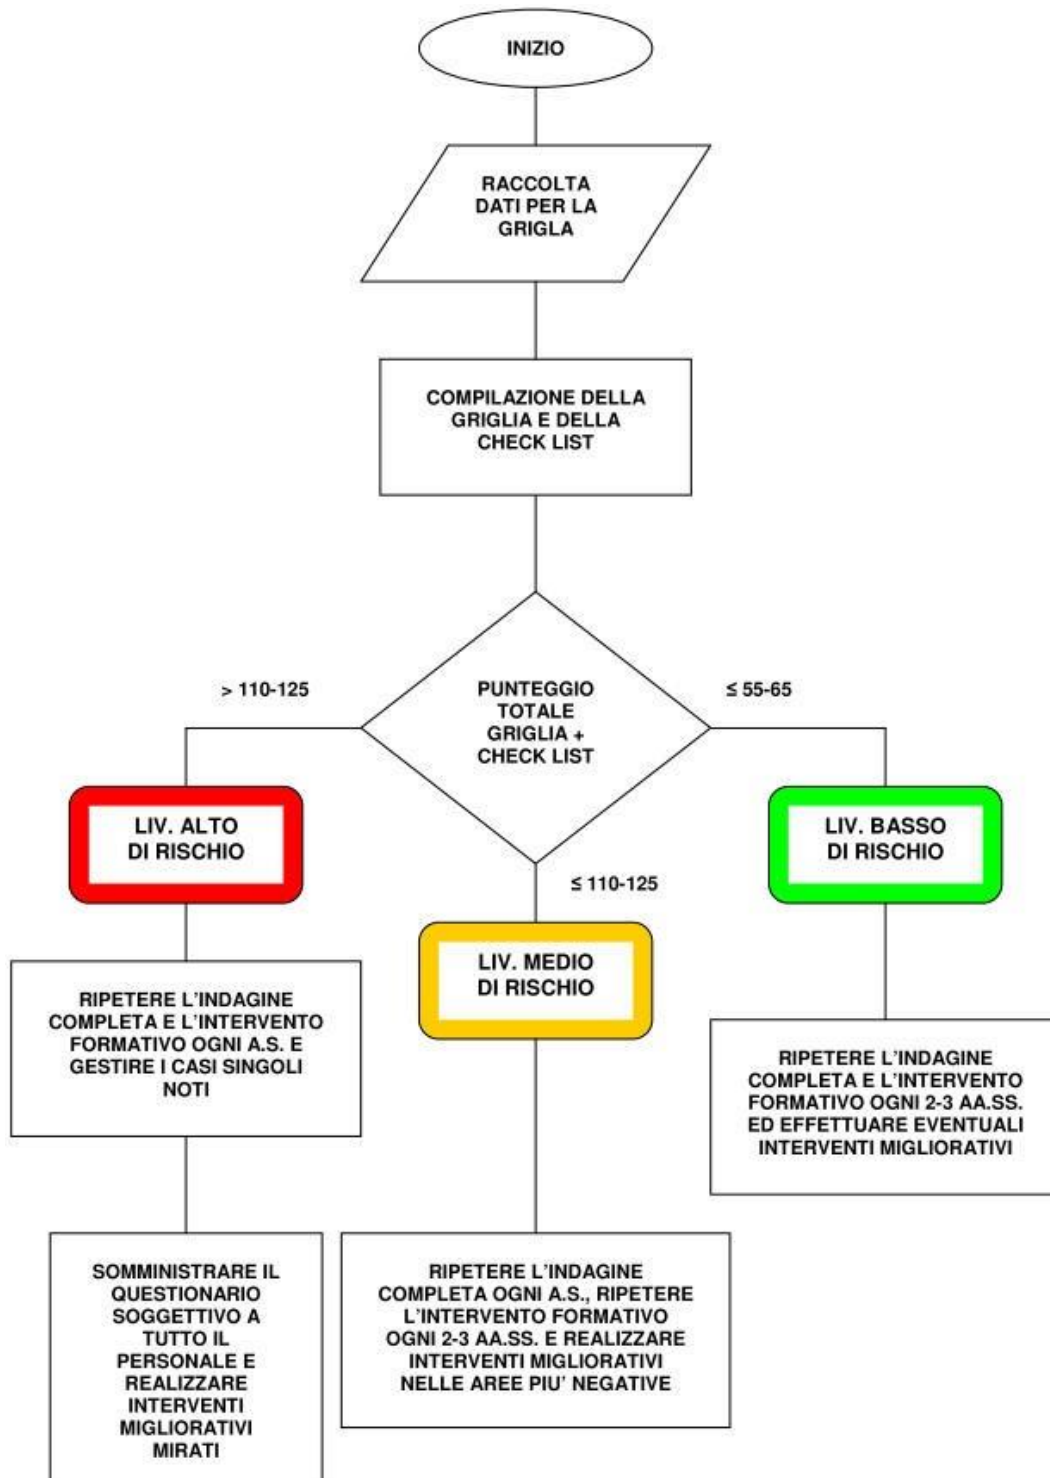 INIZIO
RACCOLTA
DATI PER LA
GRIGLA
COMPILAZIONE DELLA
GRIGLIA E DELLA
CHECK LIST
> 110-125
PUNTEGGIO
TOTALE
GRIGLIA +
CHECK LIST
≤ 55-65
LIV. ALTO
DI RISCHIO
LIV. BASSO
DI RISCHIO
≤ 110-125
LIV. MEDIO
DI RISCHIO
RIPETERE L'INDAGINE
COMPLETA E L'INTERVENTO
FORMATIVO OGNI A.S. E
GESTIRE I CASI SINGOLI
NOTI
RIPETERE L'INDAGINE
COMPLETA E L'INTERVENTO
FORMATIVO OGNI 2-3 AA.SS.
ED EFFETTUARE EVENTUALI
INTERVENTI MIGLIORATIVI
SOMMINISTRARE IL
QUESTIONARIO
SOGGETTIVO A
TUTTO IL
PERSONALE E
REALIZZARE
INTERVENTI
MIGLIORATIVI
MIRATI
RIPETERE L'INDAGINE
COMPLETA OGNI A.S., RIPETERE
L'INTERVENTO FORMATIVO
OGNI 2-3 AA.SS. E REALIZZARE
INTERVENTI MIGLIORATIVI
NELLE AREE PIU' NEGATIVE